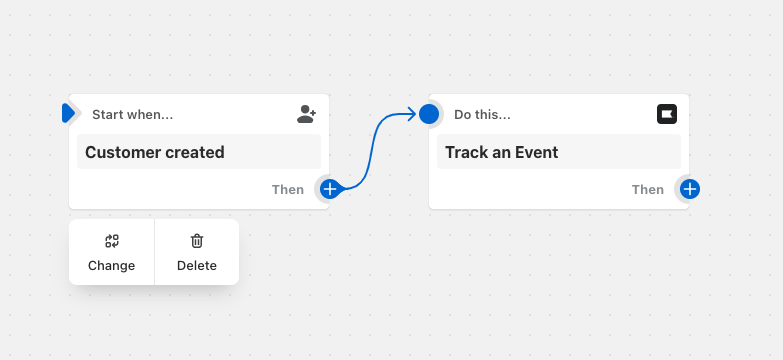 Start when...
Customer created
Then
Change
Delete
Do this...
Track an Event
Then